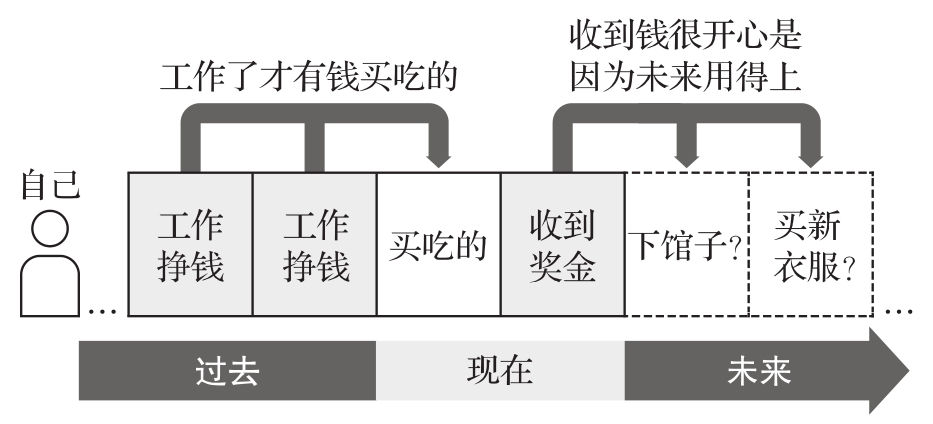 收到钱很开心是
因为未来用得上
工作了才有钱买吃的
自己
工作
挣钱
工作
挣钱
买吃的
收到
奖金
下馆子?
买新
衣服?
...
...
过去
现在
未来